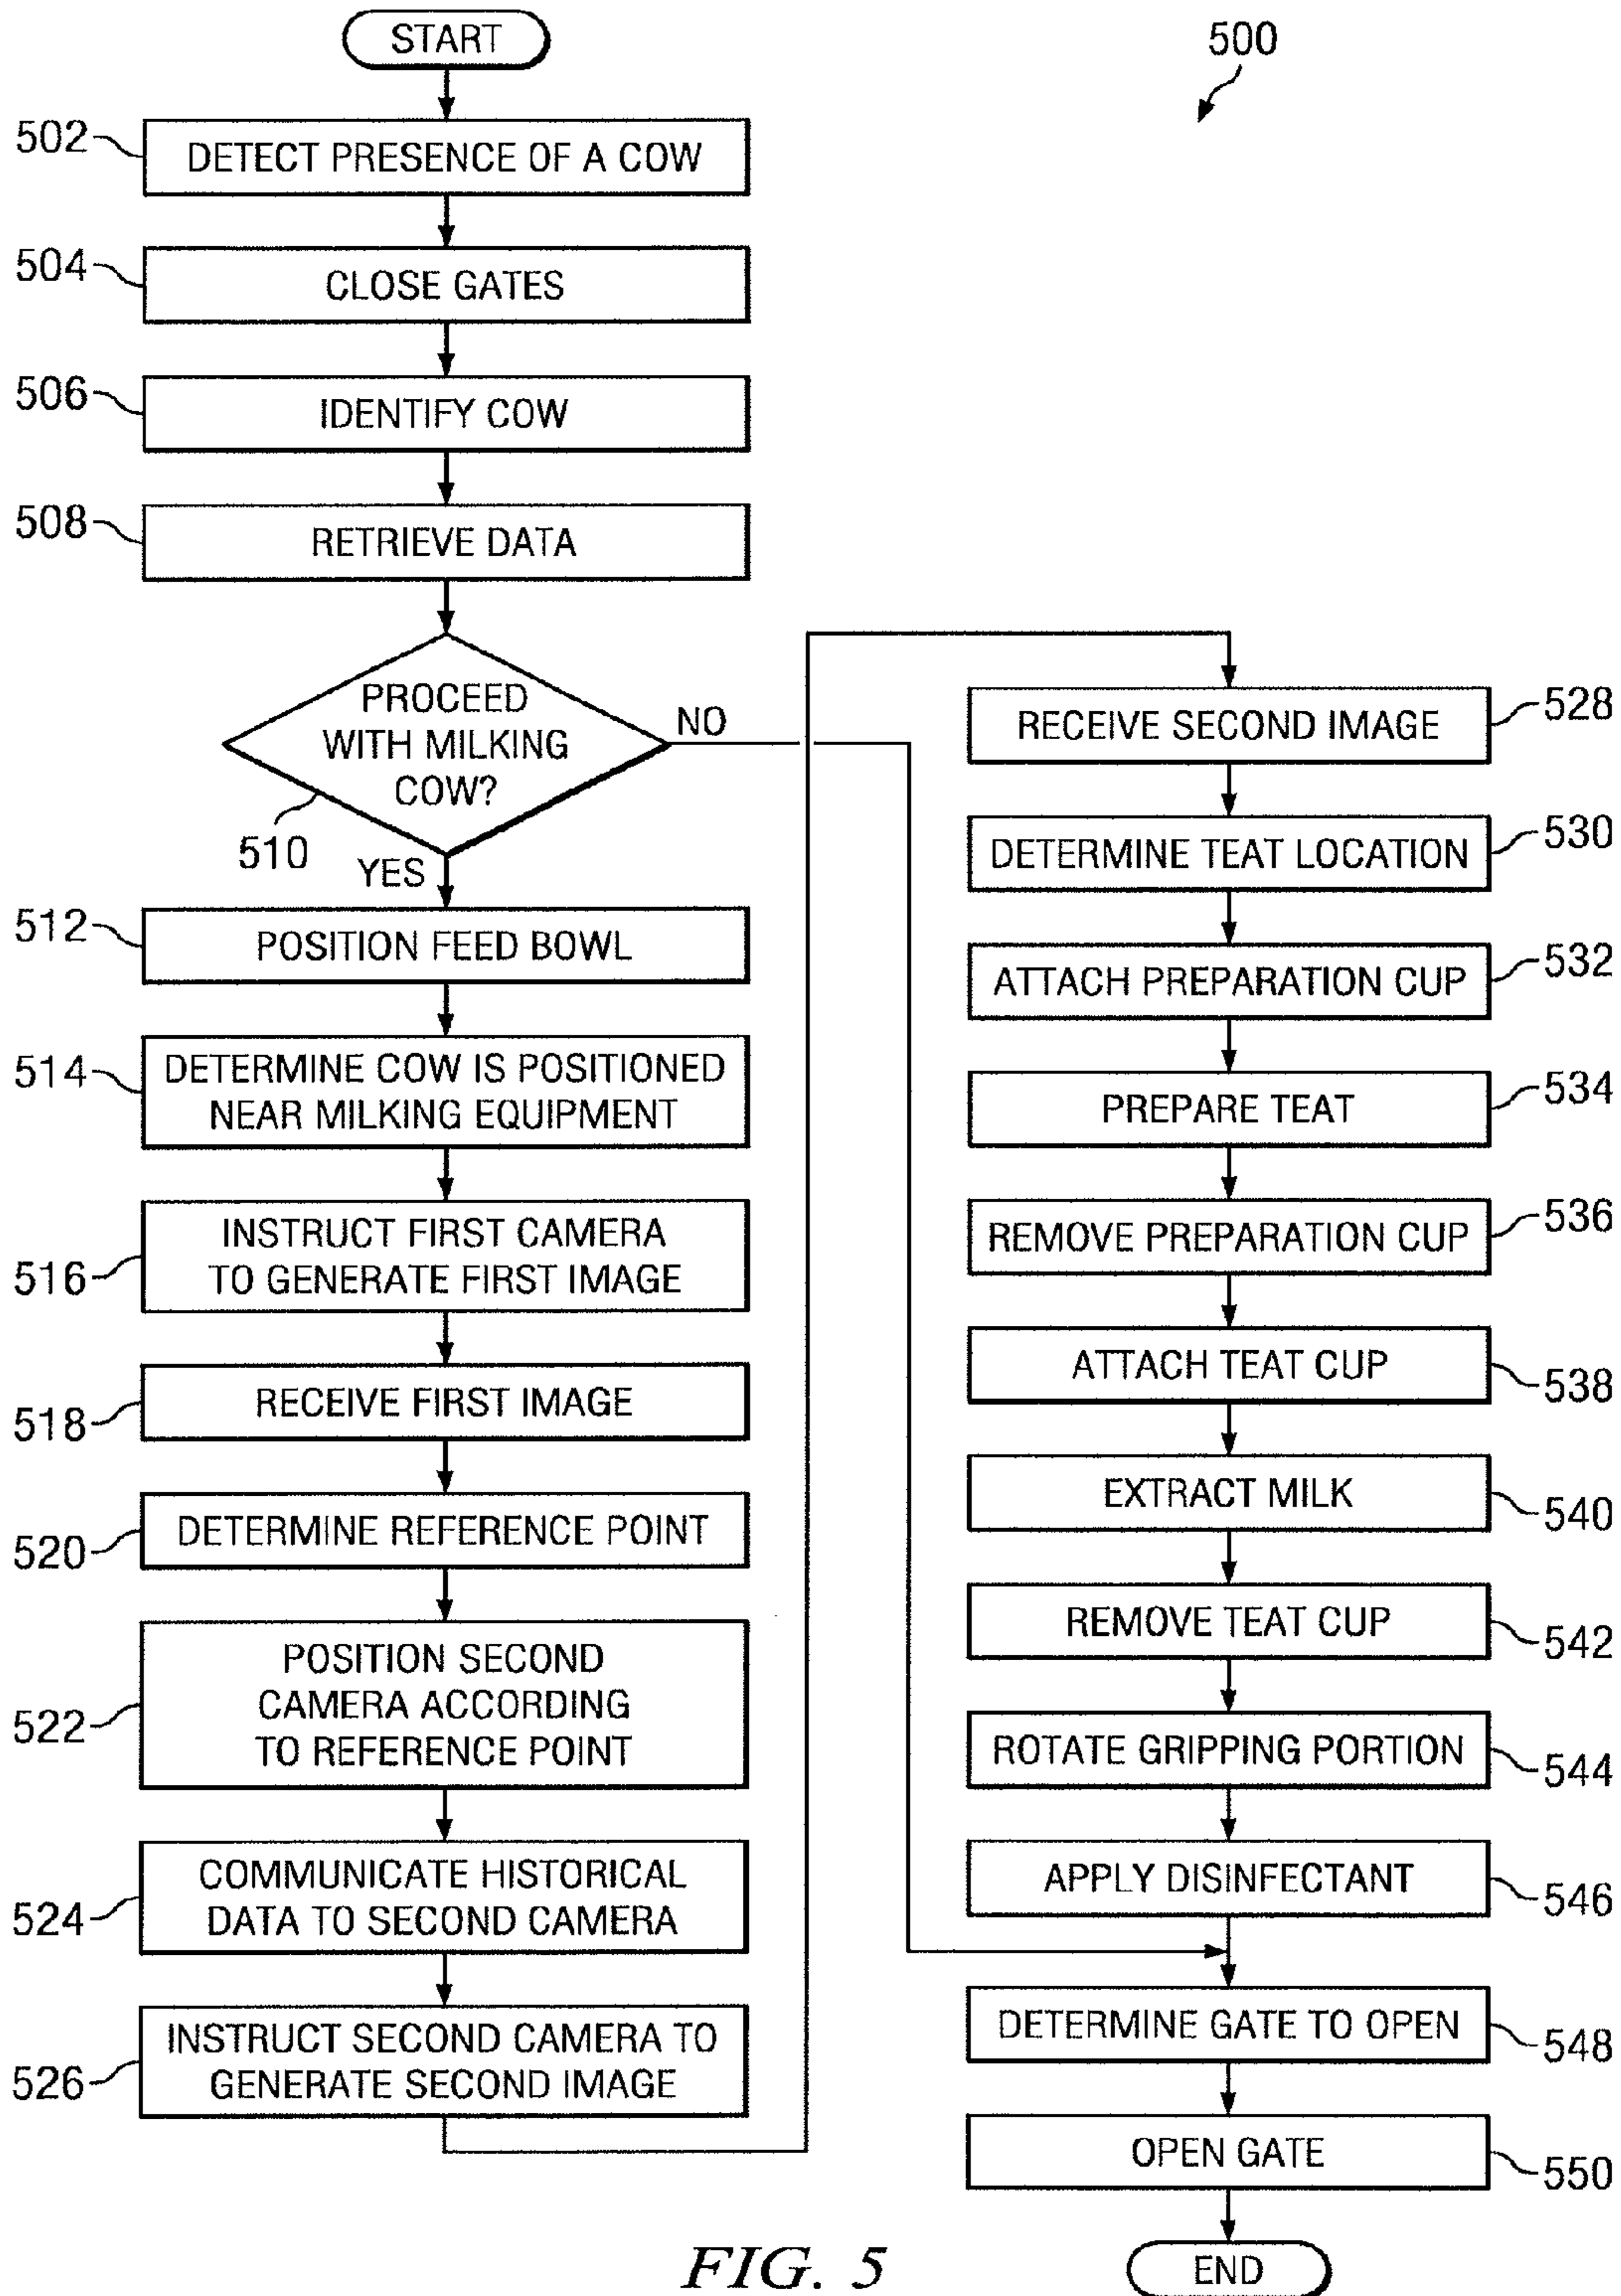 START
500
502
DETECT PRESENCE OF A COW
504
CLOSE GATES
506
IDENTIFY COW
508
RETRIEVE DATA
PROCEED
WITH MILKING
COW?
NO
510
YES
512
POSITION FEED BOWL
514
DETERMINE COW IS POSITIONED
NEAR MILKING EQUIPMENT
516
INSTRUCT FIRST CAMERA
TO GENERATE FIRST IMAGE
518
RECEIVE FIRST IMAGE
520
DETERMINE REFERENCE POINT
522
POSITION SECOND
CAMERA ACCORDING
TO REFERENCE POINT
524
COMMUNICATE HISTORICAL
DATA TO SECOND CAMERA
526
INSTRUCT SECOND CAMERA TO
GENERATE SECOND IMAGE
RECEIVE SECOND IMAGE
528
DETERMINE TEAT LOCATION
530
ATTACH PREPARATION CUP
532
PREPARE TEAT
534
REMOVE PREPARATION CUP
536
ATTACH TEAT CUP
538
EXTRACT MILK
540
REMOVE TEAT CUP
542
ROTATE GRIPPING PORTION
544
APPLY DISINFECTANT
546
DETERMINE GATE TO OPEN
548
OPEN GATE
550
END
FIG. 5